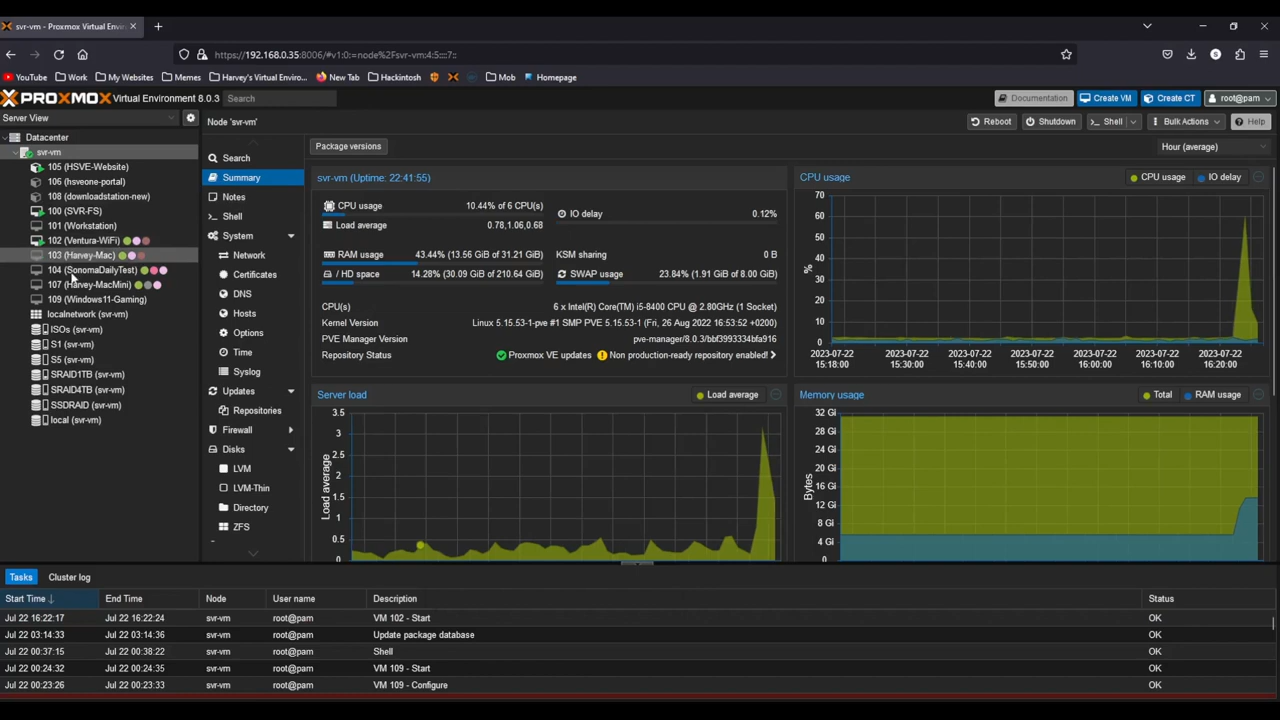 svr-vm - Proxmox Virtual Envir
https://192.168.0.35:8006/#v1:0:=node%2Fsvr-vm:4:5::::7::
YouTube Work My Websites Memes Harvey's Virtual Enviro... New Tab Hackintosh Mob Homepage
PROXMOX Virtual Environment 8.0.3 Search Documentation Create VM Create CT root@pam
Server View
Node 'svr-vm' Reboot Shutdown Shell Bulk Actions Help
Datacenter
svr-vm
105 (HSVE-Website)
106 (hsveone-portal)
108 (downloadstation-new)
100 (SVR-FS)
101 (Workstation)
102 (Ventura-WiFi)
103 (Harvey-Mac)
104 (SonomaDailyTest)
107 (Harvey-MacMini)
109 (Windows11-Gaming)
localnetwork (svr-vm)
ISOs (svr-vm)
S1 (svr-vm)
S5 (svr-vm)
SRAID1TB (svr-vm)
SRAID4TB (svr-vm)
SSDRAID (svr-vm)
local (svr-vm)
Search
Summary
Notes
Shell
System
Network
Certificates
DNS
Hosts
Options
Time
Syslog
Updates
Repositories
Firewall
Disks
LVM
LVM-Thin
Directory
ZFS
Package versions
Hour (average)
svr-vm (Uptime: 22:41:55)
CPU usage 10.44% of 6 CPU(s)
IO delay 0.12%
Load average 0.78,1.06,0.68
RAM usage 43.44% (13.56 GiB of 31.21 GiB)
KSM sharing 0 B
/ HD space 14.28% (30.09 GiB of 210.64 GiB)
SWAP usage 23.84% (1.91 GiB of 8.00 GiB)
CPU(s) 6 x Intel(R) Core(TM) i5-8400 CPU @ 2.80GHz (1 Socket)
Kernel Version Linux 5.15.53-1-pve #1 SMP PVE 5.15.53-1 (Fri, 26 Aug 2022 16:53:52 +0200)
PVE Manager Version pve-manager/8.0.3/bbf3993334bfa916
Repository Status Proxmox VE updates Non production-ready repository enabled!
CPU usage CPU usage IO delay
70
60
50
40
30
20
10
0
%
2023-07-22 2023-07-22 2023-07-22 2023-07-22 2023-07-22 2023-07-22 2023-07-22
15:18:00 15:30:00 15:40:00 15:50:00 16:00:00 16:10:00 16:20:00
Server load Load average
3.5
3
2.5
2
1.5
1
0.5
0
Load average
Memory usage Total RAM usage
32 Gi
28 Gi
24 Gi
20 Gi
16 Gi
12 Gi
8 Gi
4 Gi
0
Bytes
Tasks Cluster log
Start Time End Time Node User name Description Status
Jul 22 16:22:17 Jul 22 16:22:24 svr-vm root@pam VM 102 - Start OK
Jul 22 03:14:33 Jul 22 03:14:36 svr-vm root@pam Update package database OK
Jul 22 00:37:15 Jul 22 00:38:22 svr-vm root@pam Shell OK
Jul 22 00:24:32 Jul 22 00:24:35 svr-vm root@pam VM 109 - Start OK
Jul 22 00:23:26 Jul 22 00:23:33 svr-vm root@pam VM 109 - Configure OK